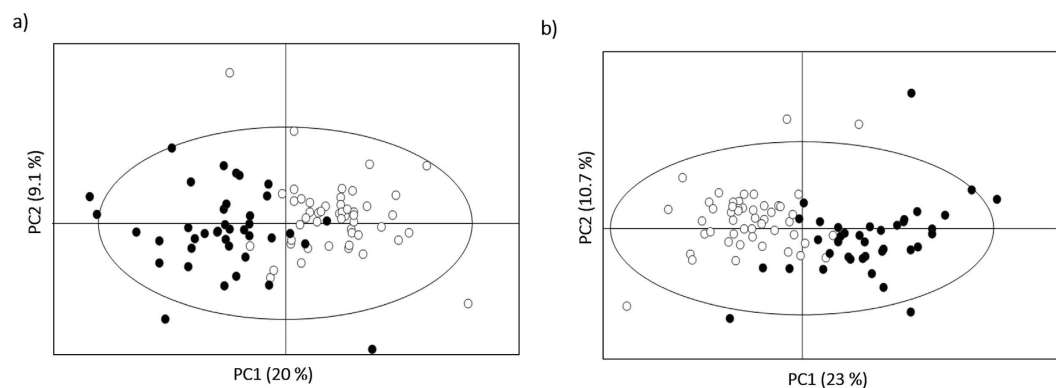 a)
PC2 (9.1 %)
PC1 (20 %)
b)
PC2 (10.7 %)
PC1 (23 %)